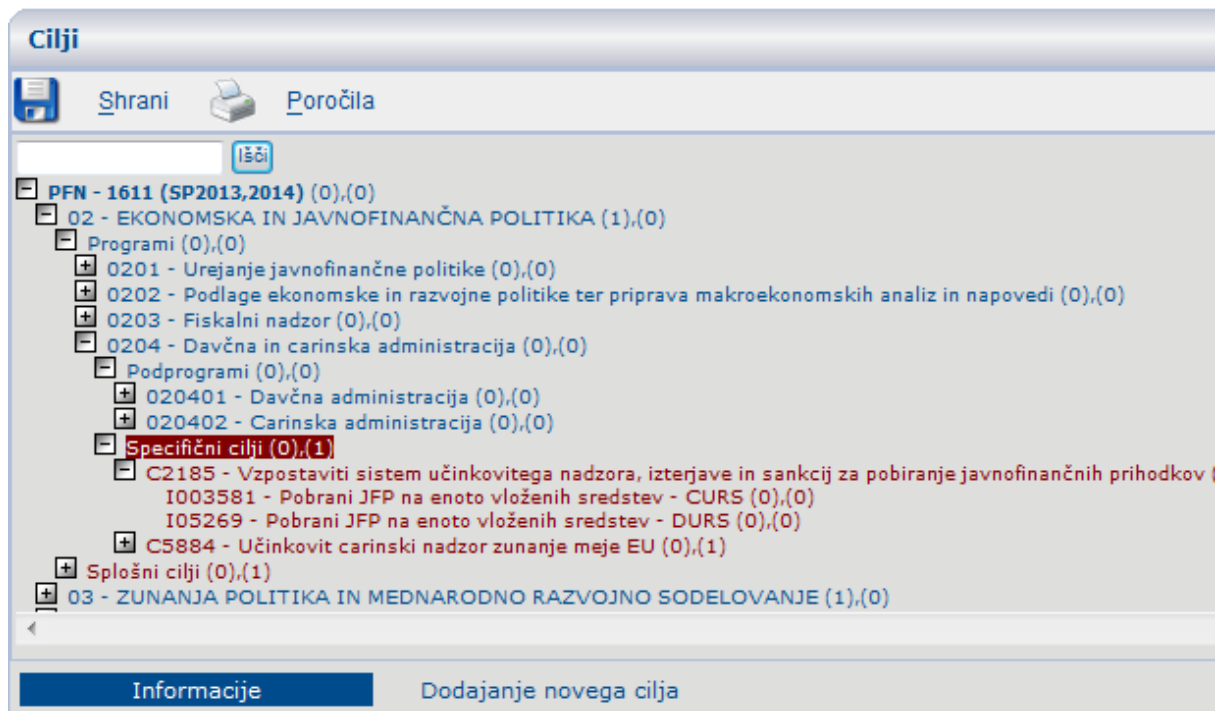 Cilji
Shrani Poročila
Išči
PFN - 1611 (SP2013,2014) (0),(0)
02 - EKONOMSKA IN JAVNOFINANČNA POLITIKA (1),(0)
Programi (0),(0)
0201 - Urejanje javnofinančne politike (0),(0)
0202 - Podlage ekonomske in razvojne politike ter priprava makroekonomskih analiz in napovedi (0),(0)
0203 - Fiskalni nadzor (0),(0)
0204 - Davčna in carinska administracija (0),(0)
Podprogrami (0),(0)
020401 - Davčna administracija (0),(0)
020402 - Carinska administracija (0),(0)
Specifični cilji (0),(1)
C2185 - Vzpostaviti sistem učinkovitega nadzora, izterjave in sankcij za pobiranje javnofinančnih prihodkov (
I003581 - Pobrani JFP na enoto vloženih sredstev - CURS (0),(0)
I05269 - Pobrani JFP na enoto vloženih sredstev - DURS (0),(0)
C5884 - Učinkovit carinski nadzor zunanje meje EU (0),(1)
Splošni cilji (0),(1)
03 - ZUNANJA POLITIKA IN MEDNARODNO RAZVOJNO SODELOVANJE (1),(0)
Informacije Dodajanje novega cilja